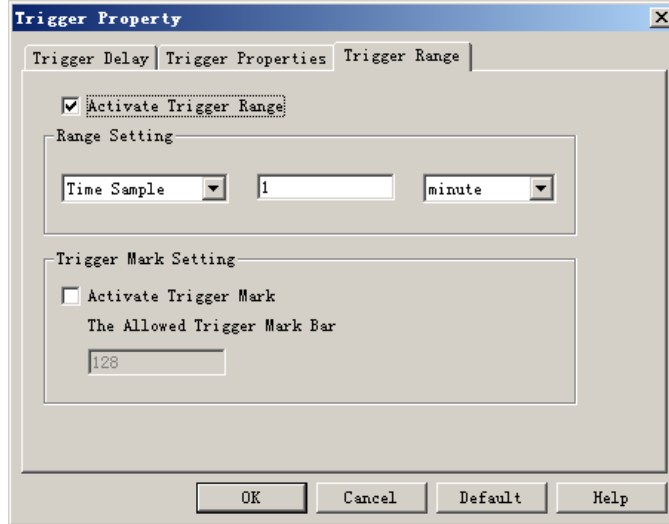 Trigger Property
Trigger Delay Trigger Properties Trigger Range
Activate Trigger Range
Range Setting
Time Sample 1 minute
Trigger Mark Setting
Activate Trigger Mark
The Allowed Trigger Mark Bar
128
OK Cancel Default Help